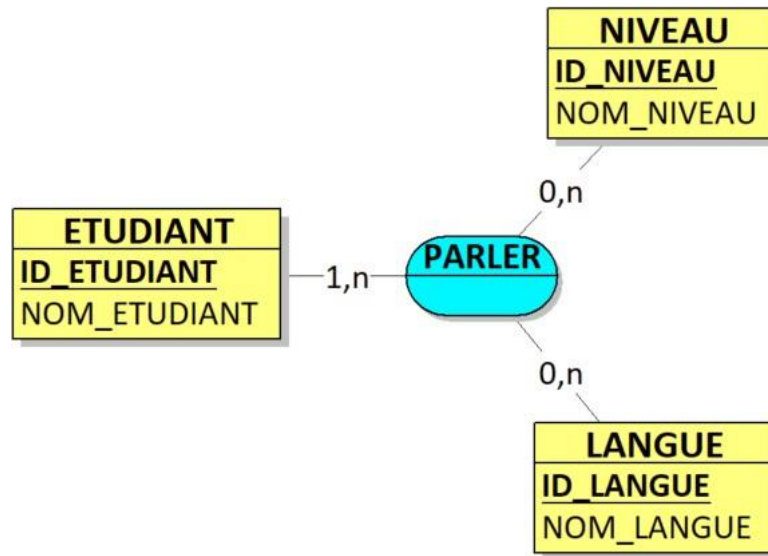 NIVEAU
ID_NIVEAU
NOM_NIVEAU
0,n
ETUDIANT
ID_ETUDIANT
NOM_ETUDIANT
1,n
PARLER
0,n
LANGUE
ID_LANGUE
NOM_LANGUE